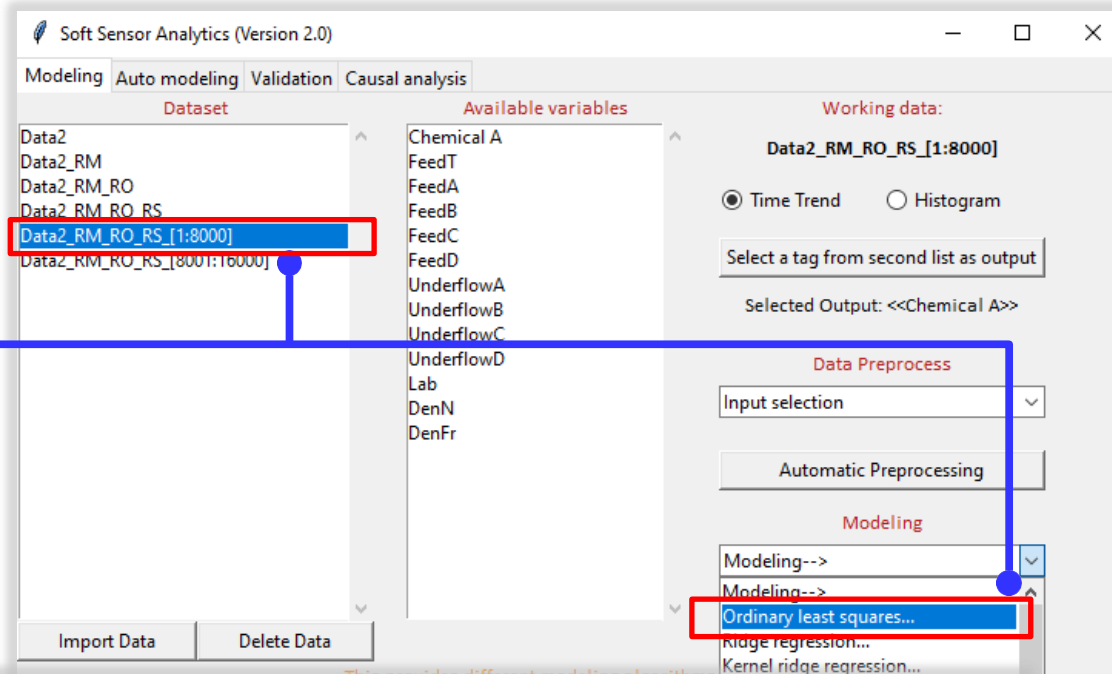 Soft Sensor Analytics (Version 2.0)
Modeling Auto modeling Validation Causal analysis
Dataset
Data2
Data2_RM
Data2_RM_RO
Data2_RM_RO_RS
Data2_RM_RO_RS_[1:8000]
Data2_RM_RO_RS_[8001:16000]
Import Data Delete Data
Available variables
Chemical A
FeedT
FeedA
FeedB
FeedC
FeedD
UnderflowA
UnderflowB
UnderflowC
UnderflowD
Lab
DenN
DenFr
Working data:
Data2_RM_RO_RS_[1:8000]
Time Trend Histogram
Select a tag from second list as output
Selected Output: <<Chemical A>>
Data Preprocess
Input selection
Automatic Preprocessing
Modeling
Modeling-->
Modeling-->
Ordinary least squares...
Ridge regression...
Kernel ridge regression...